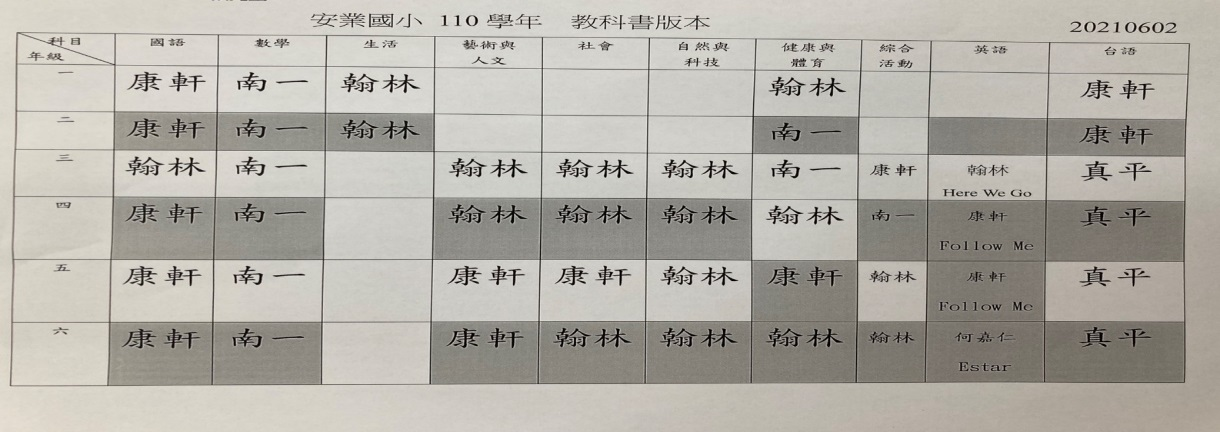 安業國小 110 學年 教科書版本
20210602
科目 國語 數學 生活 藝術與人文 社會 自然與科技 健康與體育 綜合活動 英語 台語
年級
一 康軒 南一 翰林 翰林 康軒
二 康軒 南一 翰林 南一 康軒
三 翰林 南一 翰林 翰林 翰林 南一 康軒 翰林 Here We Go 真平
四 康軒 南一 翰林 翰林 翰林 翰林 南一 康軒 Follow Me 真平
五 康軒 南一 康軒 康軒 翰林 康軒 翰林 康軒 Follow Me 真平
六 康軒 南一 康軒 翰林 翰林 翰林 翰林 何嘉仁 Estar 真平